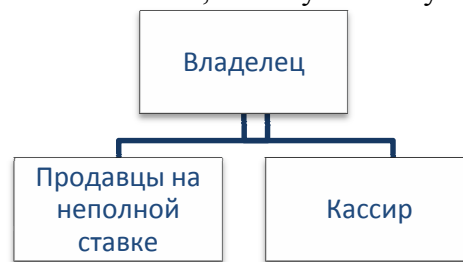 Владелец
Продавцы на
неполной
ставке
Кассир